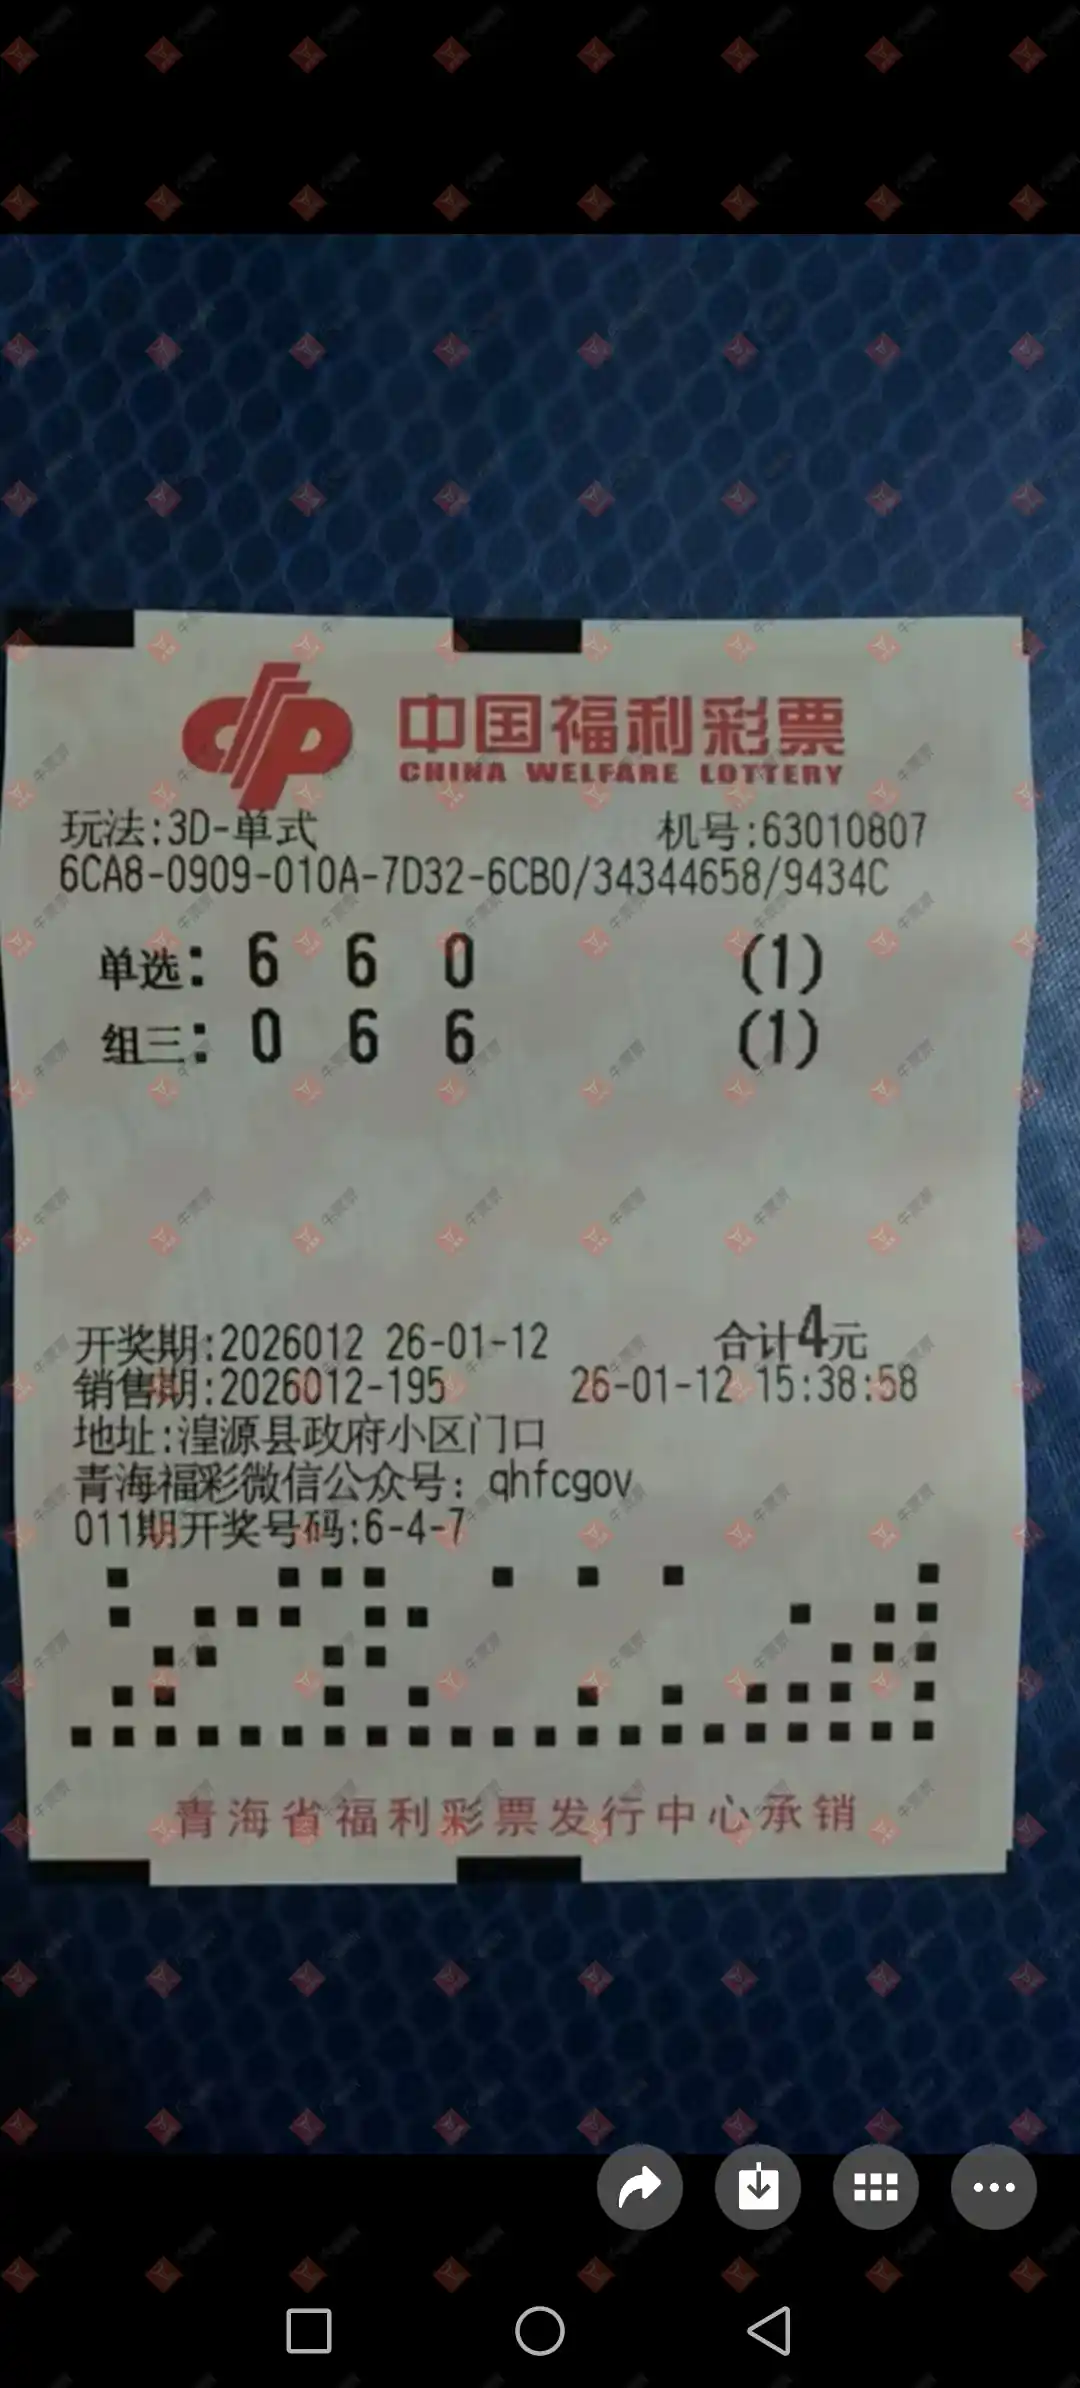 中国福利彩票
CHINA WELFARE LOTTERY
玩法:3D-单式 机号:63010807
6CA8-0909-010A-7D32-6CB0/34344658/9434C
单选: 6 6 0 (1)
组三: 0 6 6 (1)
开奖期:2026012 26-01-12 合计4元
销售期:2026012-195 26-01-12 15:38:58
地址:湟源县政府小区门口
青海福彩微信公众号: qhfcgov
011期开奖号码:6-4-7
青海省福利彩票发行中心承销